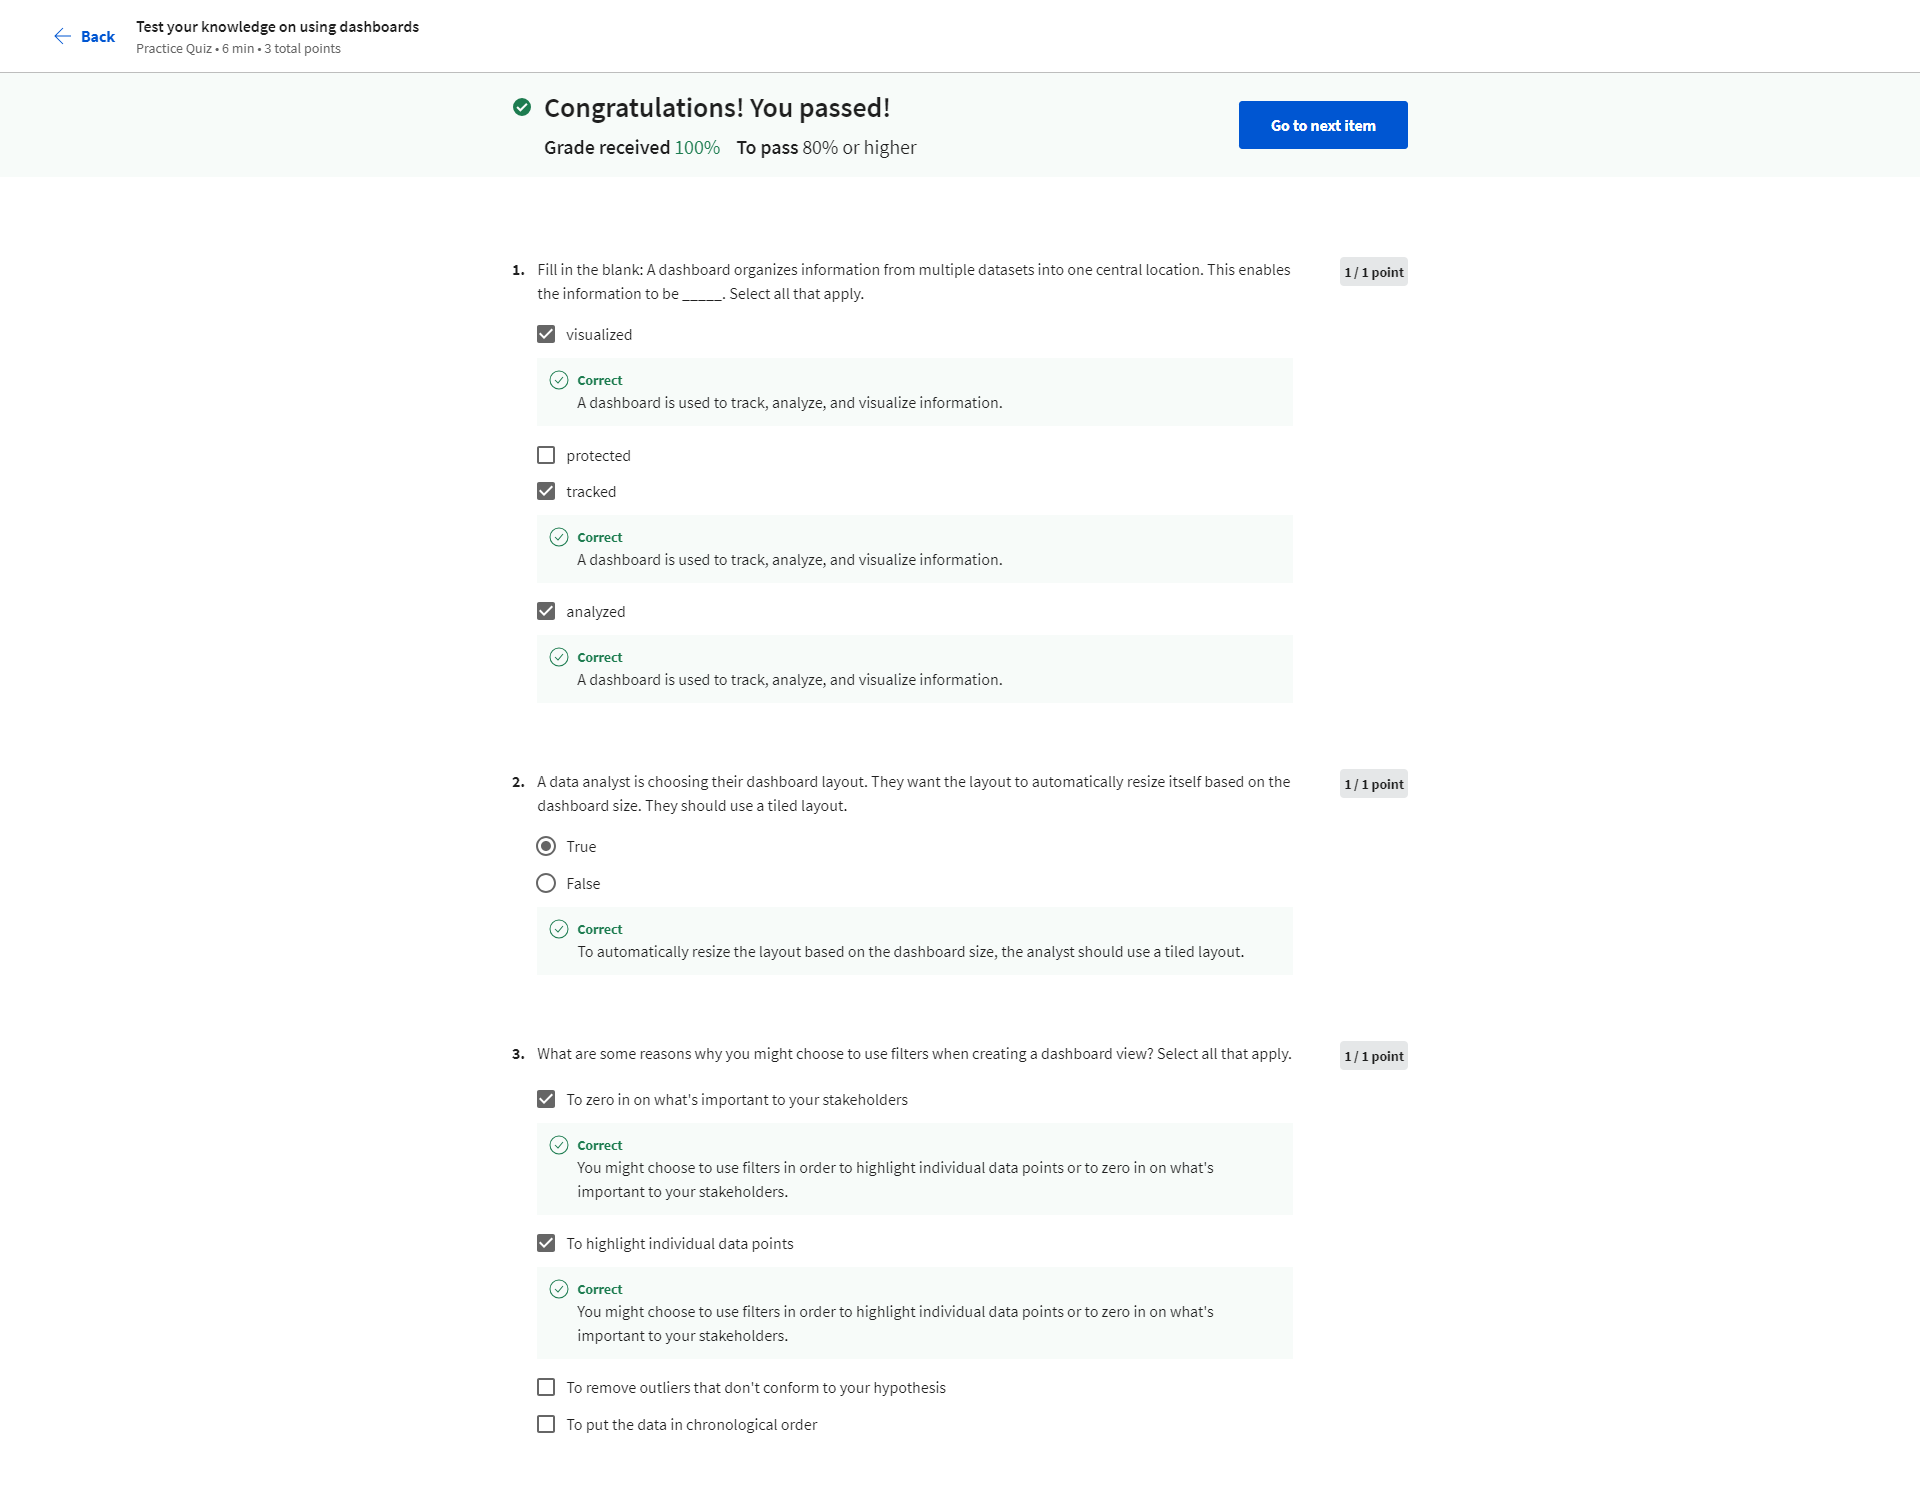 Back
Test your knowledge on using dashboards
Practice Quiz • 6 min • 3 total points
Congratulations! You passed!
Grade received 100% To pass 80% or higher
Go to next item
1. Fill in the blank: A dashboard organizes information from multiple datasets into one central location. This enables
the information to be _____. Select all that apply.
1 / 1 point
visualized
Correct
A dashboard is used to track, analyze, and visualize information.
protected
tracked
Correct
A dashboard is used to track, analyze, and visualize information.
analyzed
Correct
A dashboard is used to track, analyze, and visualize information.
2. A data analyst is choosing their dashboard layout. They want the layout to automatically resize itself based on the
dashboard size. They should use a tiled layout.
1 / 1 point
True
False
Correct
To automatically resize the layout based on the dashboard size, the analyst should use a tiled layout.
3. What are some reasons why you might choose to use filters when creating a dashboard view? Select all that apply.
1 / 1 point
To zero in on what's important to your stakeholders
Correct
You might choose to use filters in order to highlight individual data points or to zero in on what's
important to your stakeholders.
To highlight individual data points
Correct
You might choose to use filters in order to highlight individual data points or to zero in on what's
important to your stakeholders.
To remove outliers that don't conform to your hypothesis
To put the data in chronological order